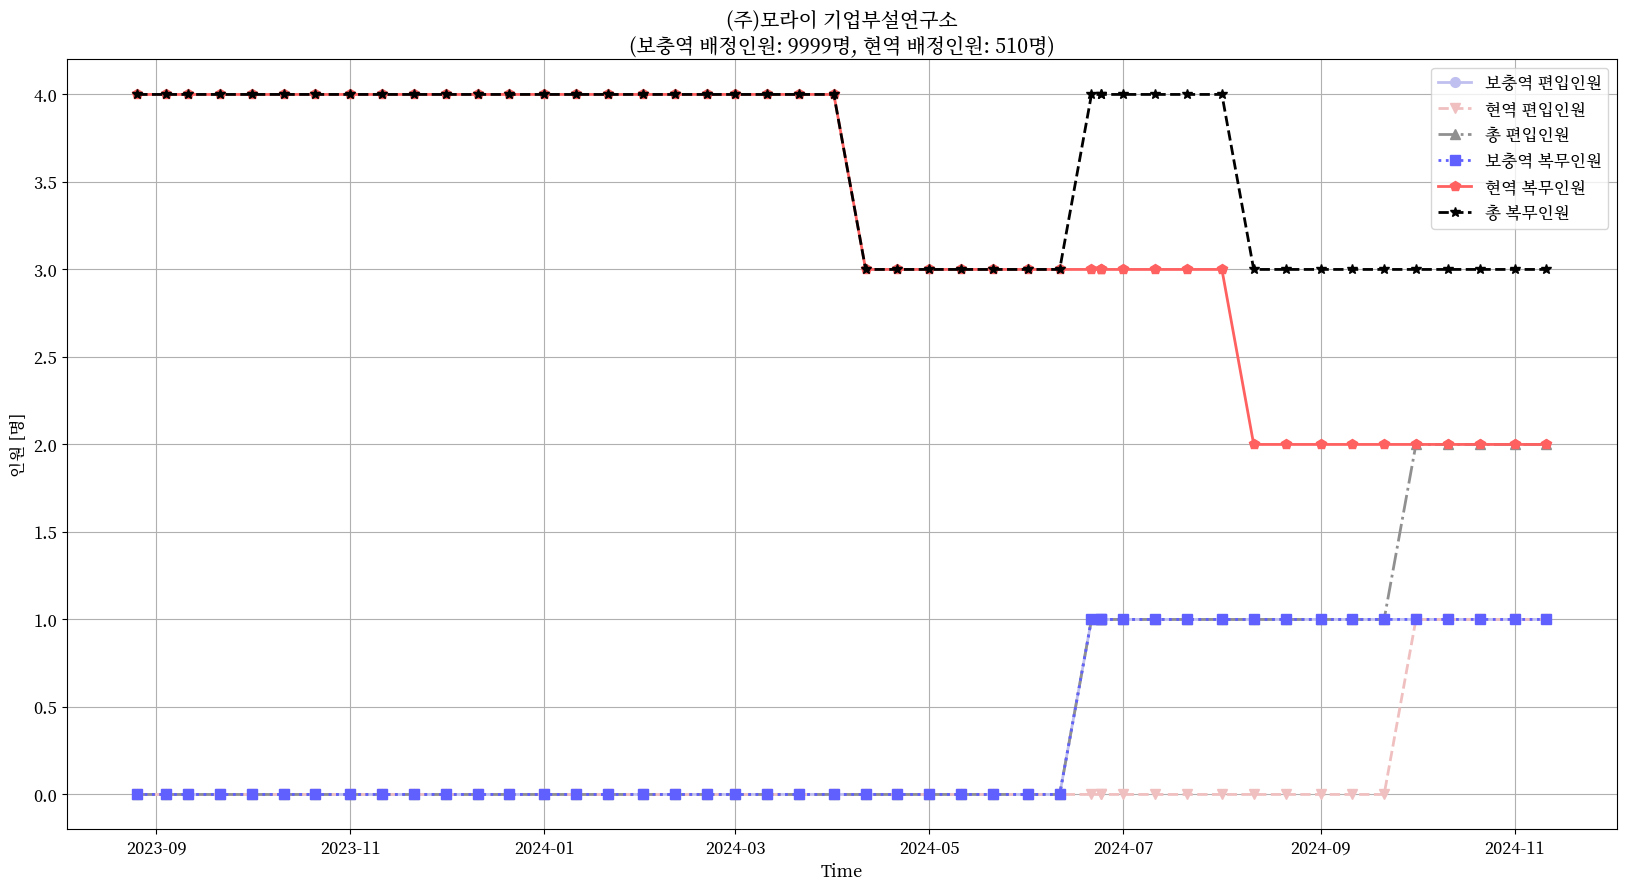 (주)모라이 기업부설연구소
(보충역 배정인원: 9999명, 현역 배정인원: 510명)
보충역 편입인원
현역 편입인원
총 편입인원
보충역 복무인원
현역 복무인원
총 복무인원
인원 [명]
4.0
3.5
3.0
2.5
2.0
1.5
1.0
0.5
0.0
2023-09
2023-11
2024-01
2024-03
2024-05
2024-07
2024-09
2024-11
Time